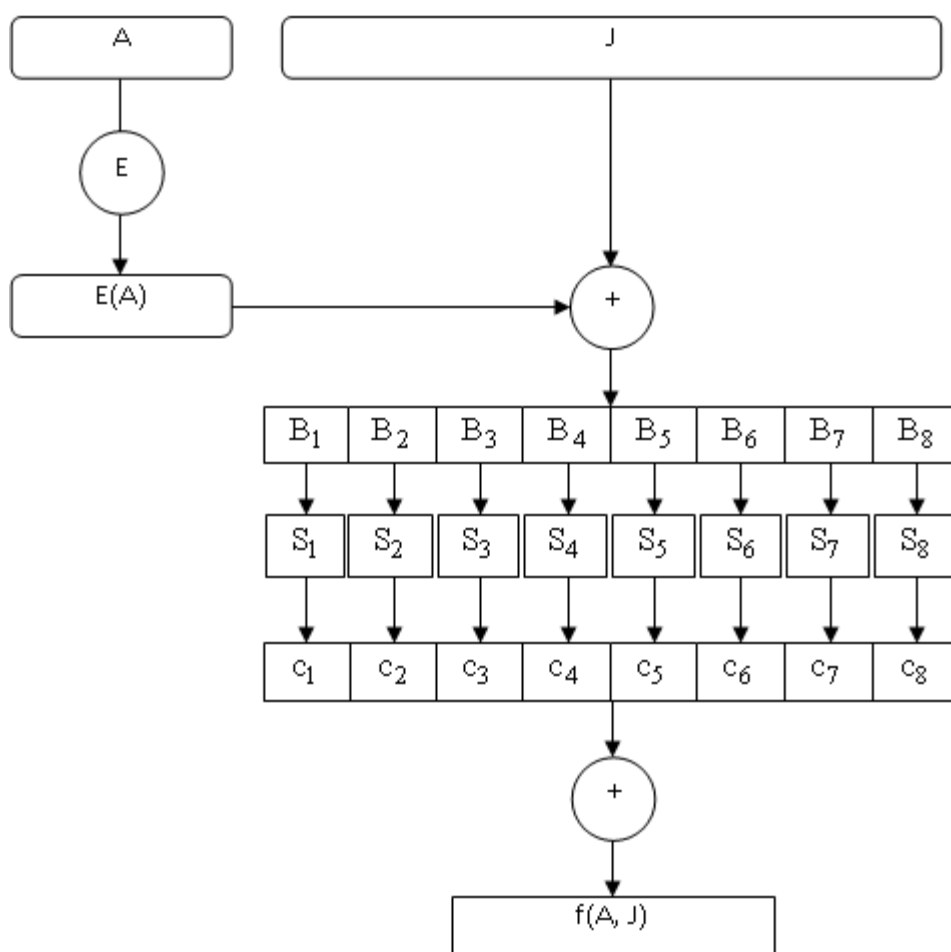 A J
E
E(A) +
B₁ B₂ B₃ B₄ B₅ B₆ B₇ B₈
S₁ S₂ S₃ S₄ S₅ S₆ S₇ S₈
c₁ c₂ c₃ c₄ c₅ c₆ c₇ c₈
+
f(A, J)